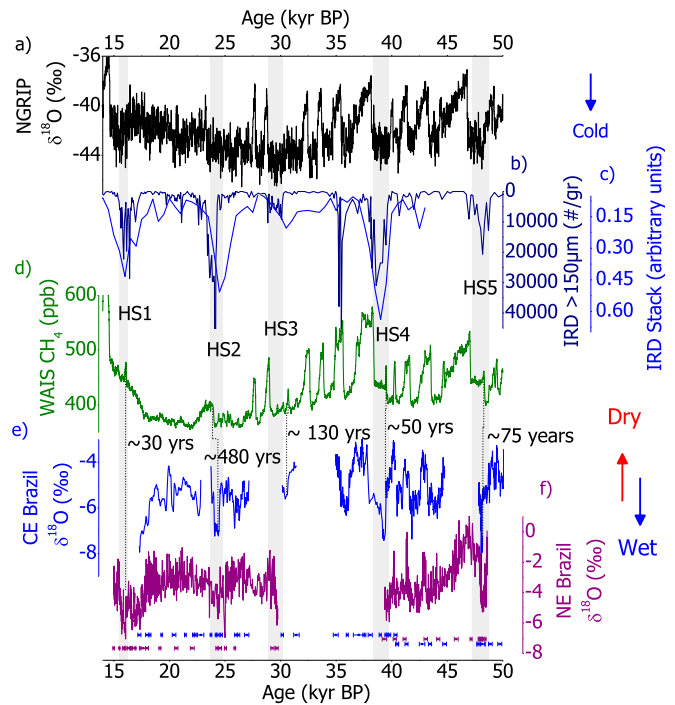 Age (kyr BP)
15 20 25 30 35 40 45 50
a)
-36
-40
-44
NGRIP
δ18O (‰)
Cold
b)
c)
0
10000
20000
30000
40000
IRD >150µm (#/gr)
0.15
0.30
0.45
0.60
IRD Stack (arbitrary units)
d)
600
500
400
WAIS CH4 (ppb)
HS1
HS2
HS3
HS4
HS5
~30 yrs
~480 yrs
~ 130 yrs
~50 yrs
~75 years
Dry
Wet
e)
-4
-6
-8
CE Brazil
δ18O (‰)
f)
0
-2
-4
-6
-8
NE Brazil
δ18O (‰)
15 20 25 30 35 40 45 50
Age (kyr BP)